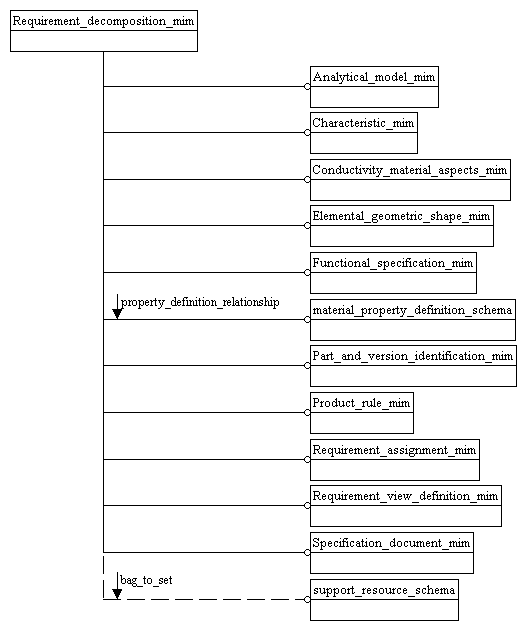 Requirement_decomposition_mim
Analytical_model_mim
Characteristic_mim
Conductivity_material_aspects_mim
Elemental_geometric_shape_mim
Functional_specification_mim
property_definition_relationship
material_property_definition_schema
Part_and_version_identification_mim
Product_rule_mim
Requirement_assignment_mim
Requirement_view_definition_mim
Specification_document_mim
bag_to_set
support_resource_schema